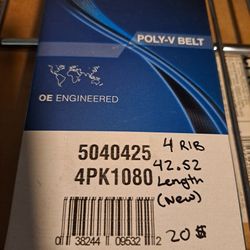 POLY-V BELT
OE ENGINEERED
5040425
4PK1080
4 RIB
42.52
Length
(New)
20$
0 38244 09532 2